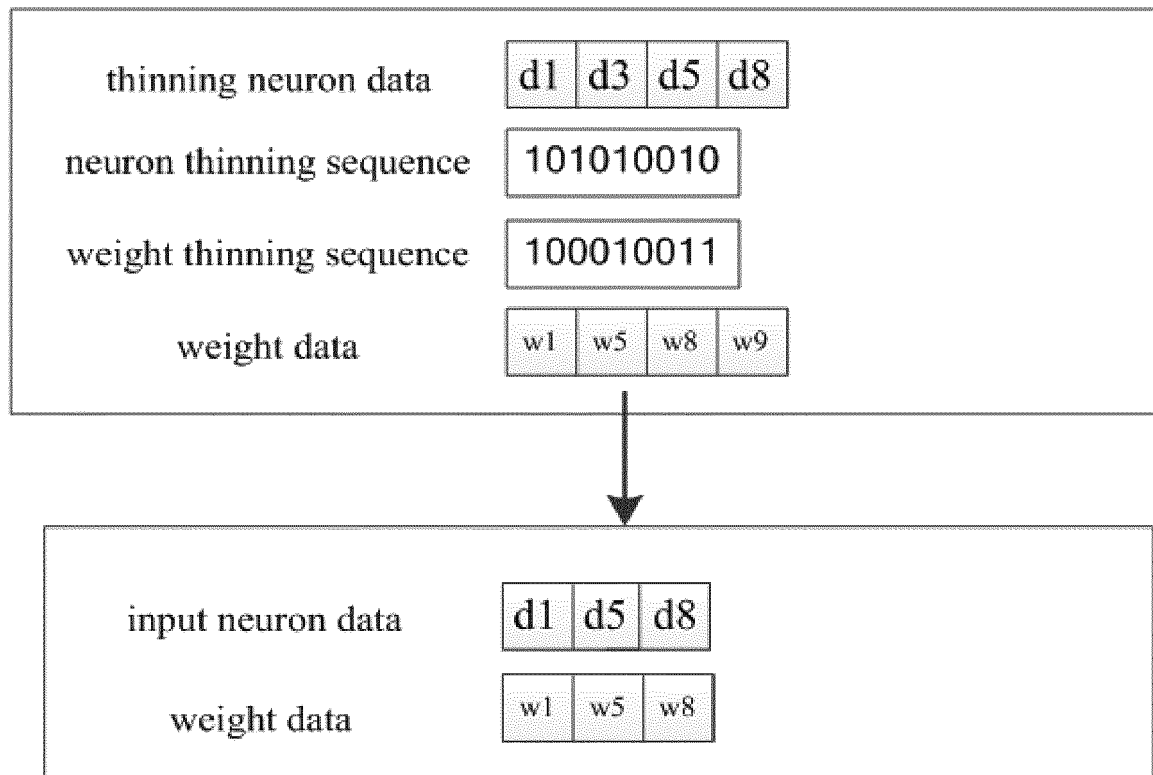 thinning neuron data d1 d3 d5 d8
neuron thinning sequence 101010010
weight thinning sequence 100010011
weight data w1 w5 w8 w9
input neuron data d1 d5 d8
weight data w1 w5 w8